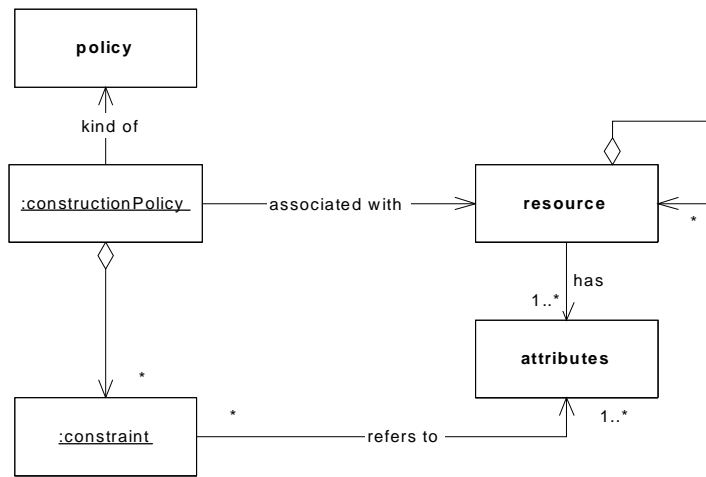 policy
kind of
:constructionPolicy
associated with
resource
*
has
1..*
attributes
*
*
1..*
:constraint
refers to